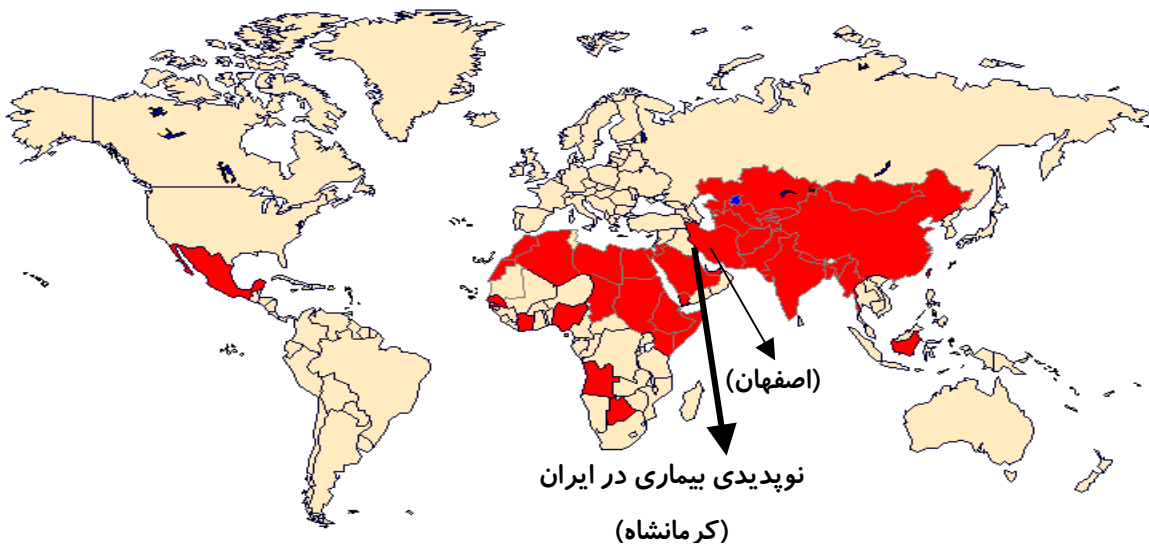 (اصفهان)
نوپدیدی بیماری در ایران
(کرمانشاه)